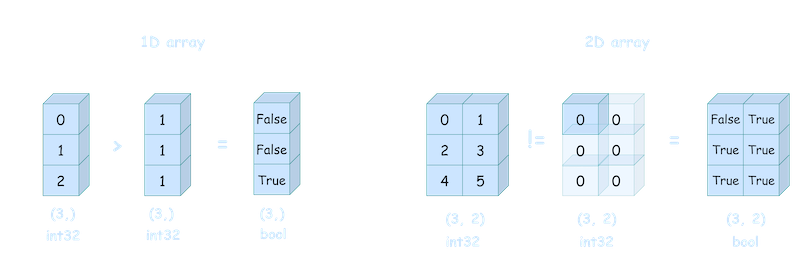 1D array
0 > 1 = False
1 1 False
2 1 True
(3,) (3,) (3,)
int32 int32 bool
2D array
0 1 != 0 0 = False True
2 3 0 0 True True
4 5 0 0 True True
(3, 2) (3, 2) (3, 2)
int32 int32 bool